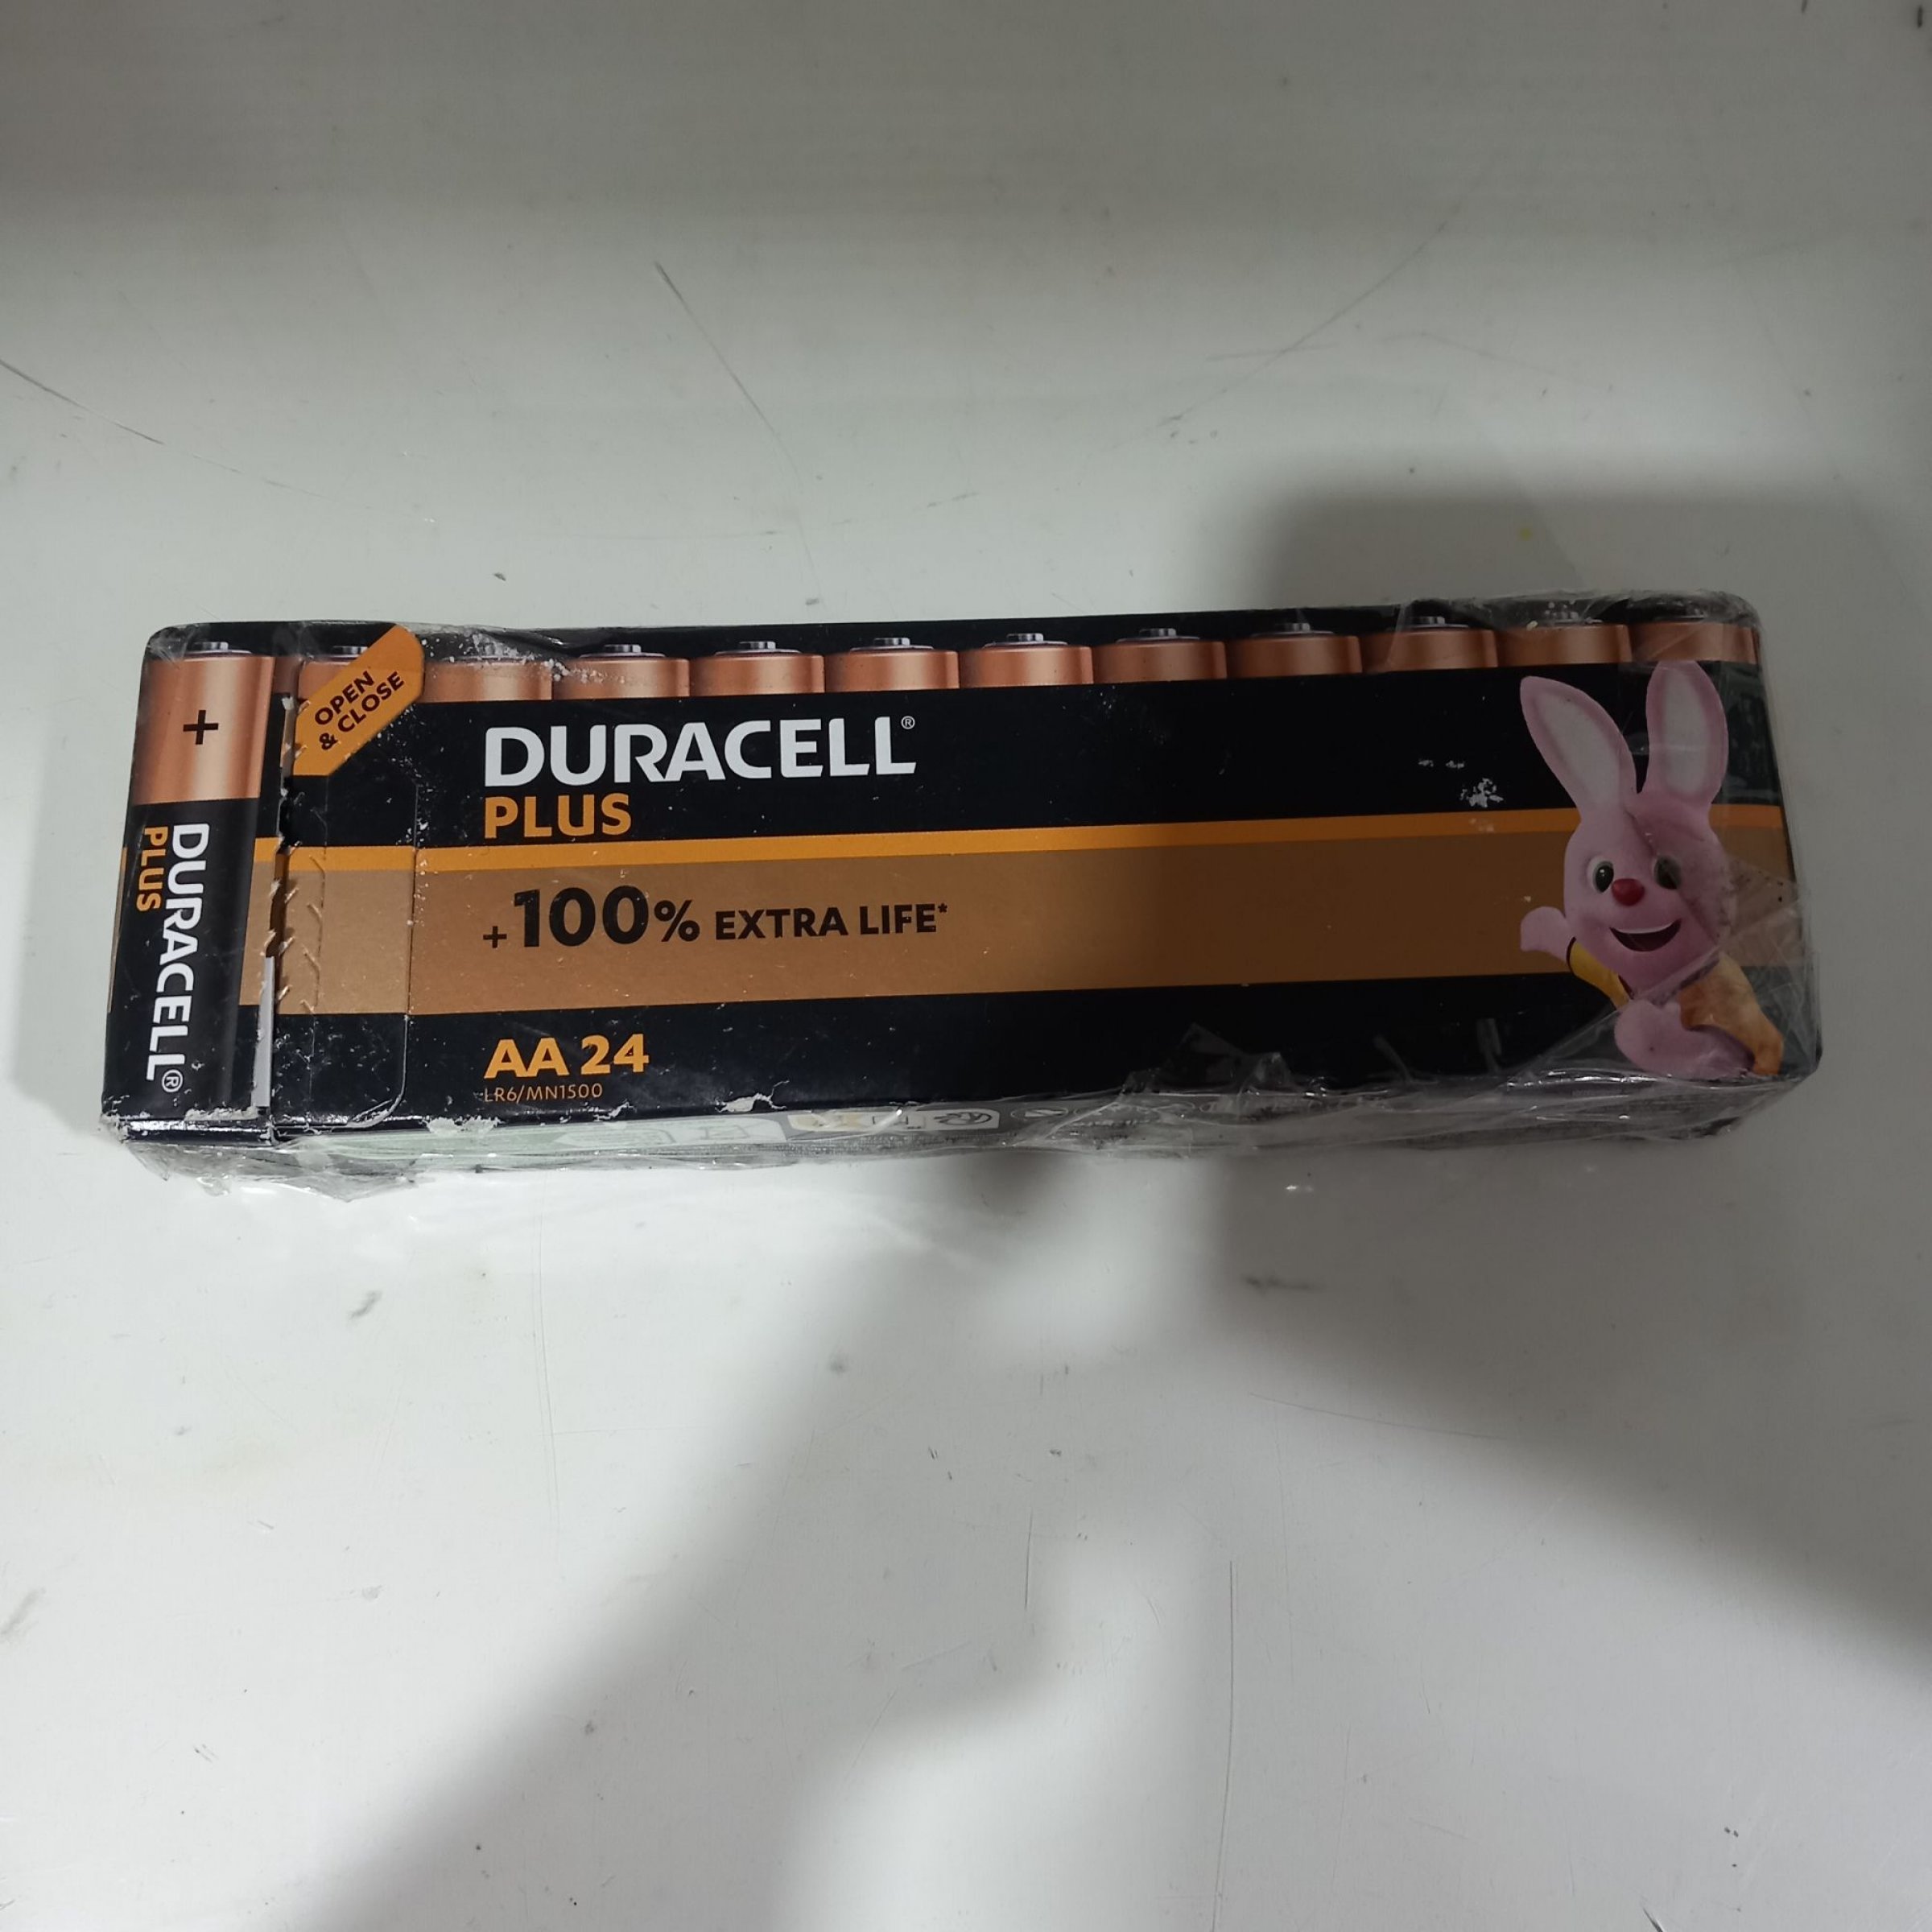 +
DURACELL®
PLUS
OPEN
& CLOSE
DURACELL®
PLUS
+100% EXTRA LIFE*
AA 24
LR6/MN1500